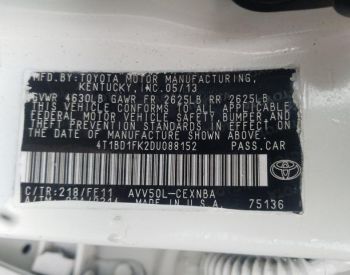 MFD. BY: TOYOTA MOTOR MANUFACTURING,
KENTUCKY, INC. 05/13
GVWR 4630LB GAWR FR 2625LB RR 2625LB
THIS VEHICLE CONFORMS TO ALL APPLICABLE
FEDERAL MOTOR VEHICLE SAFETY, BUMPER, AND
THEFT PREVENTION STANDARDS IN EFFECT ON
THE DATE OF MANUFACTURE SHOWN ABOVE.
4T1BD1FK2DU088152 PASS.CAR
TOYOTA
C/TR:218/FE11 AVV50L-CEXNBA
75136